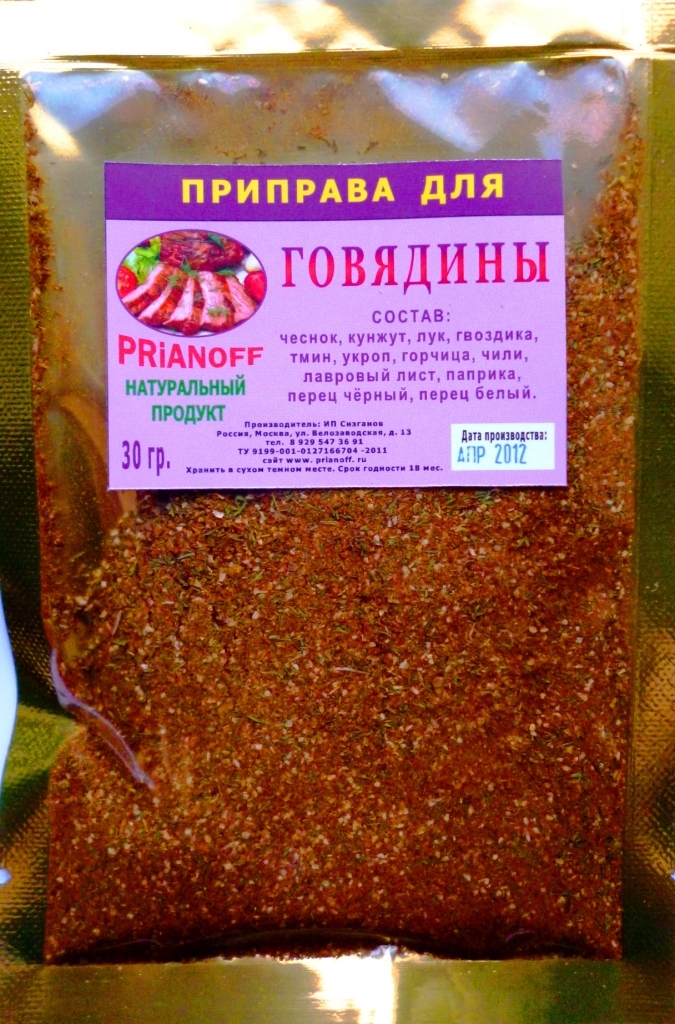 ПРИПРАВА ДЛЯ
ГОВЯДИНЫ
СОСТАВ:
чеснок, кунжут, лук, гвоздика,
тмин, укроп, горчица, чили,
лавровый лист, паприка,
перец чёрный, перец белый.
PRiANOFF
НАТУРАЛЬНЫЙ
ПРОДУКТ
30 гр.
Производитель: ИП Сизганов
Россия, Москва, ул. Велозаводская, д. 13
тел. 8 929 547 36 91
ТУ 9199-001-0127166704 -2011
сайт www. prianoff. ru
Хранить в сухом темном месте. Срок годности 18 мес.
Дата производства:
АПР 2012